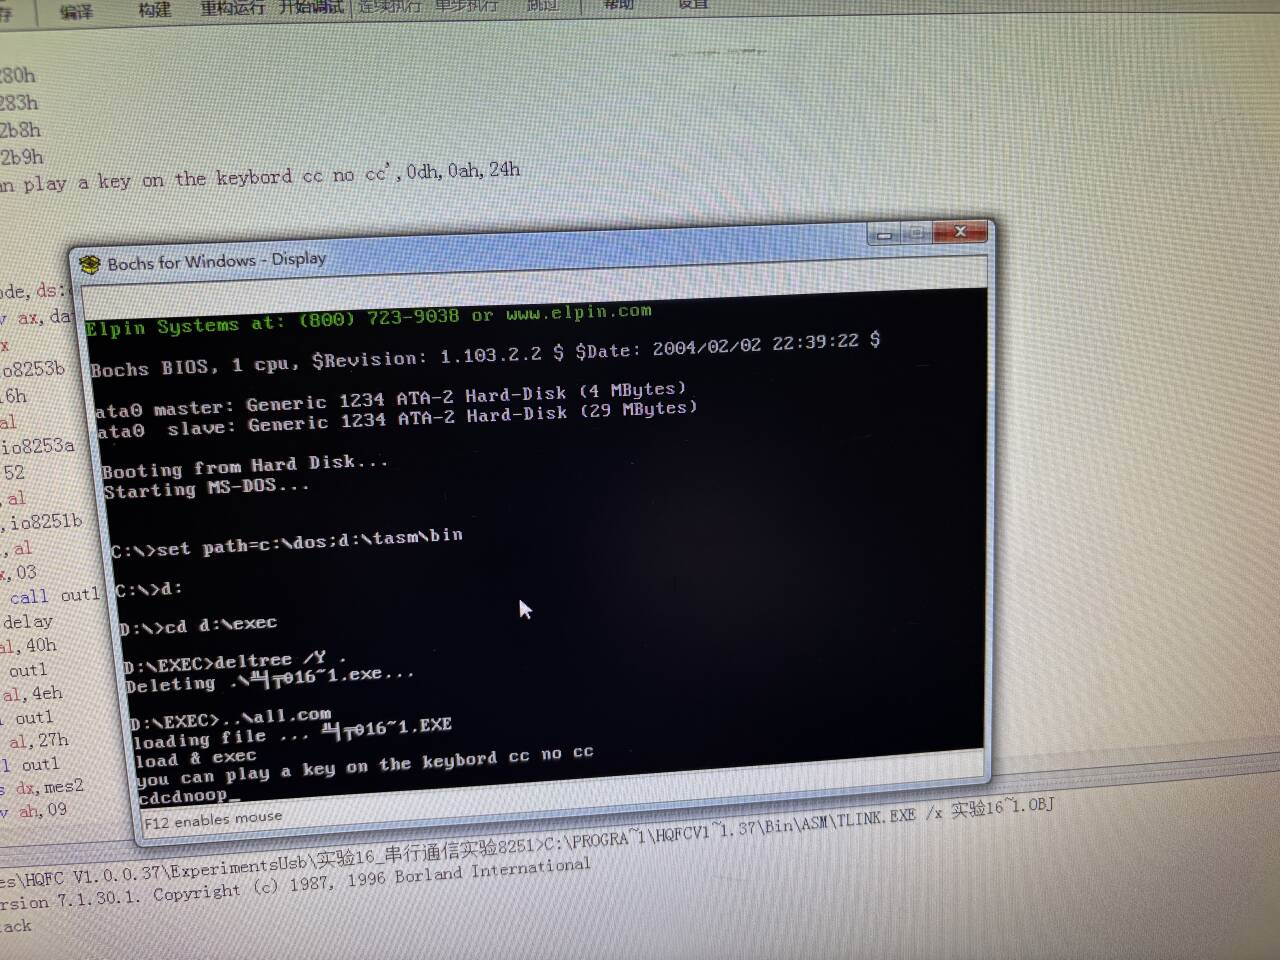 存 编译 构建 重构运行 开始调试 连续执行 单步执行 跳过 帮助 设置
280h
283h
2b8h
2b9h
an play a key on the keybord cc no cc',0dh,0ah,24h
ode,ds:
v ax,da
x
io8253b
16h
al
io8253a
52
,al
,io8251b
,al
x,03
call out1
delay
al,40h
out1
al,4eh
out1
al,27h
l out1
s dx,mes2
v ah,09
Bochs for Windows - Display
Elpin Systems at: (800) 723-9038 or www.elpin.com
Bochs BIOS, 1 cpu, $Revision: 1.103.2.2 $ $Date: 2004/02/02 22:39:22 $
ata0 master: Generic 1234 ATA-2 Hard-Disk (4 MBytes)
ata0  slave: Generic 1234 ATA-2 Hard-Disk (29 MBytes)
Booting from Hard Disk...
Starting MS-DOS...
C:\>set path=c:\dos;d:\tasm\bin
C:\>d:
D:\>cd d:\exec
D:\EXEC>deltree /Y .
Deleting .\ 16~1.exe...
D:\EXEC>..\all.com
loading file ... 16~1.EXE
load & exec
you can play a key on the keybord cc no cc
cdcdnoop_
F12 enables mouse
es\HQFC V1.0.0.37\ExperimentsUsb\实验16_串行通信实验8251>C:\PROGRA~1\HQFCV1~1.37\Bin\ASM\TLINK.EXE /x 实验16~1.OBJ
rsion 7.1.30.1. Copyright (c) 1987, 1996 Borland International
tack